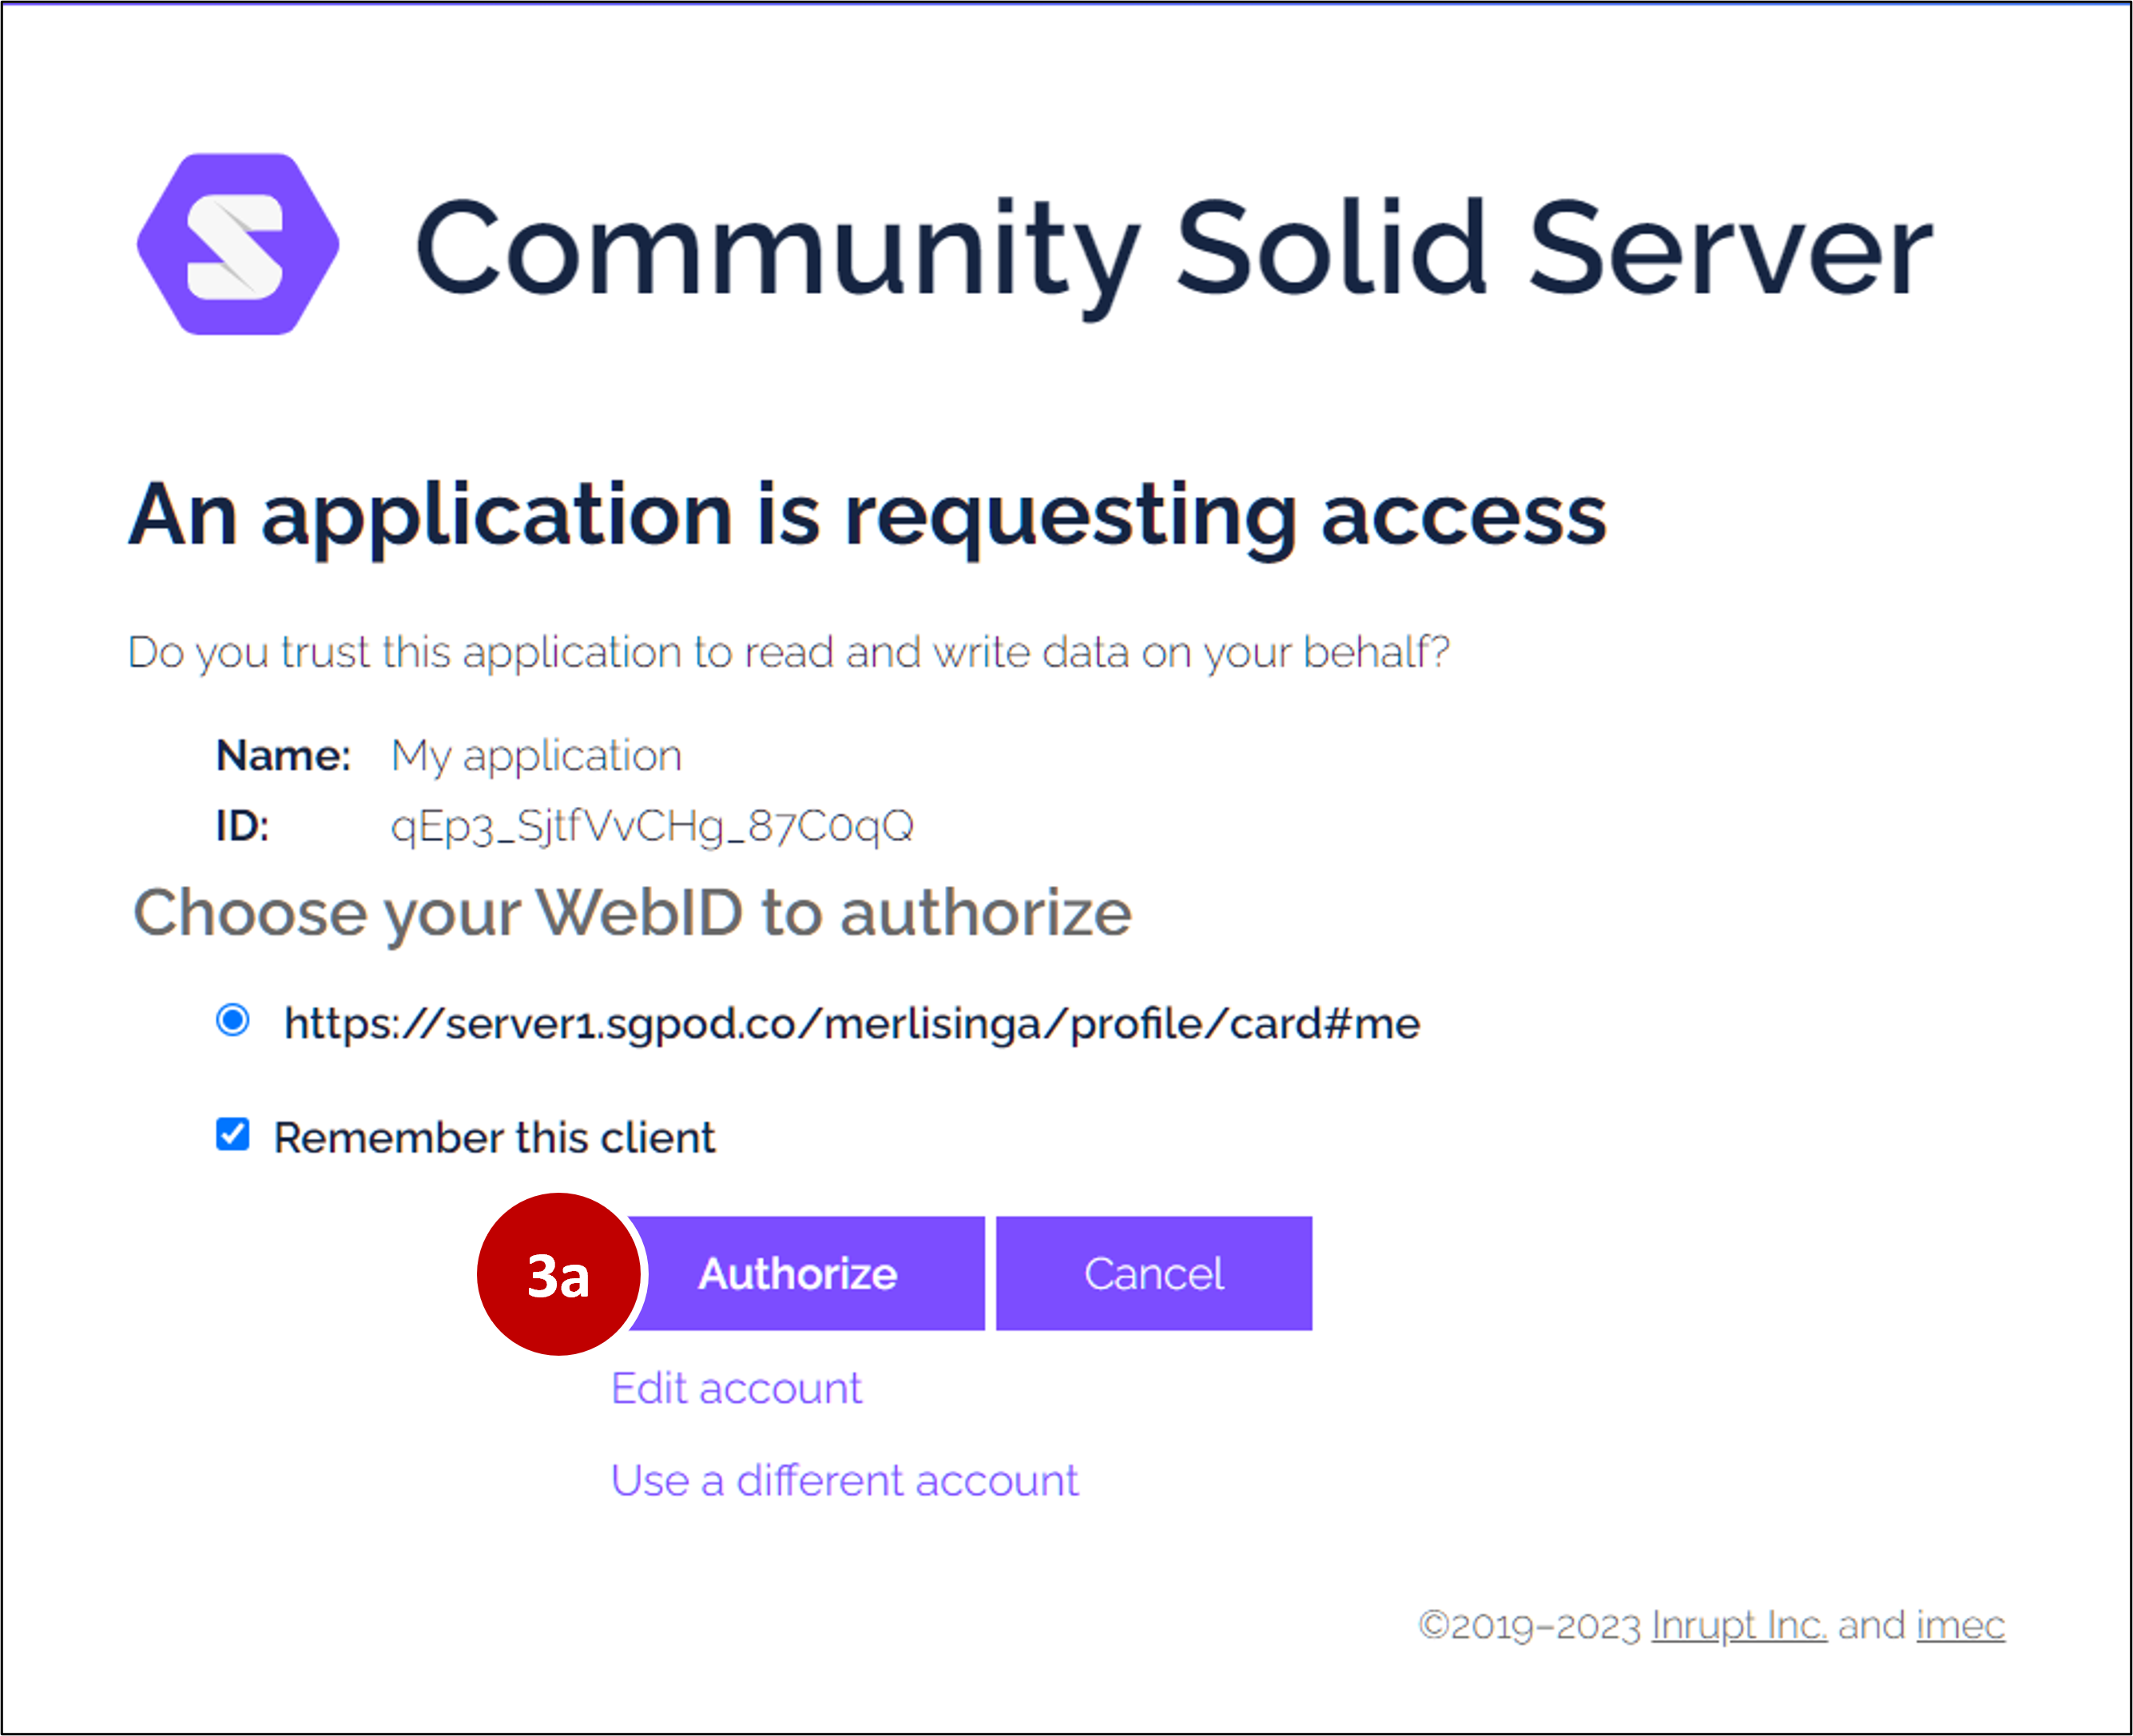 Community Solid Server
An application is requesting access
Do you trust this application to read and write data on your behalf?
Name: My application
ID: qEp3_SjtfVvCHg_87C0qQ
Choose your WebID to authorize
https://server1.sgpod.co/merlisinga/profile/card#me
Remember this client
3a Authorize Cancel
Edit account
Use a different account
©2019–2023 Inrupt Inc. and imec